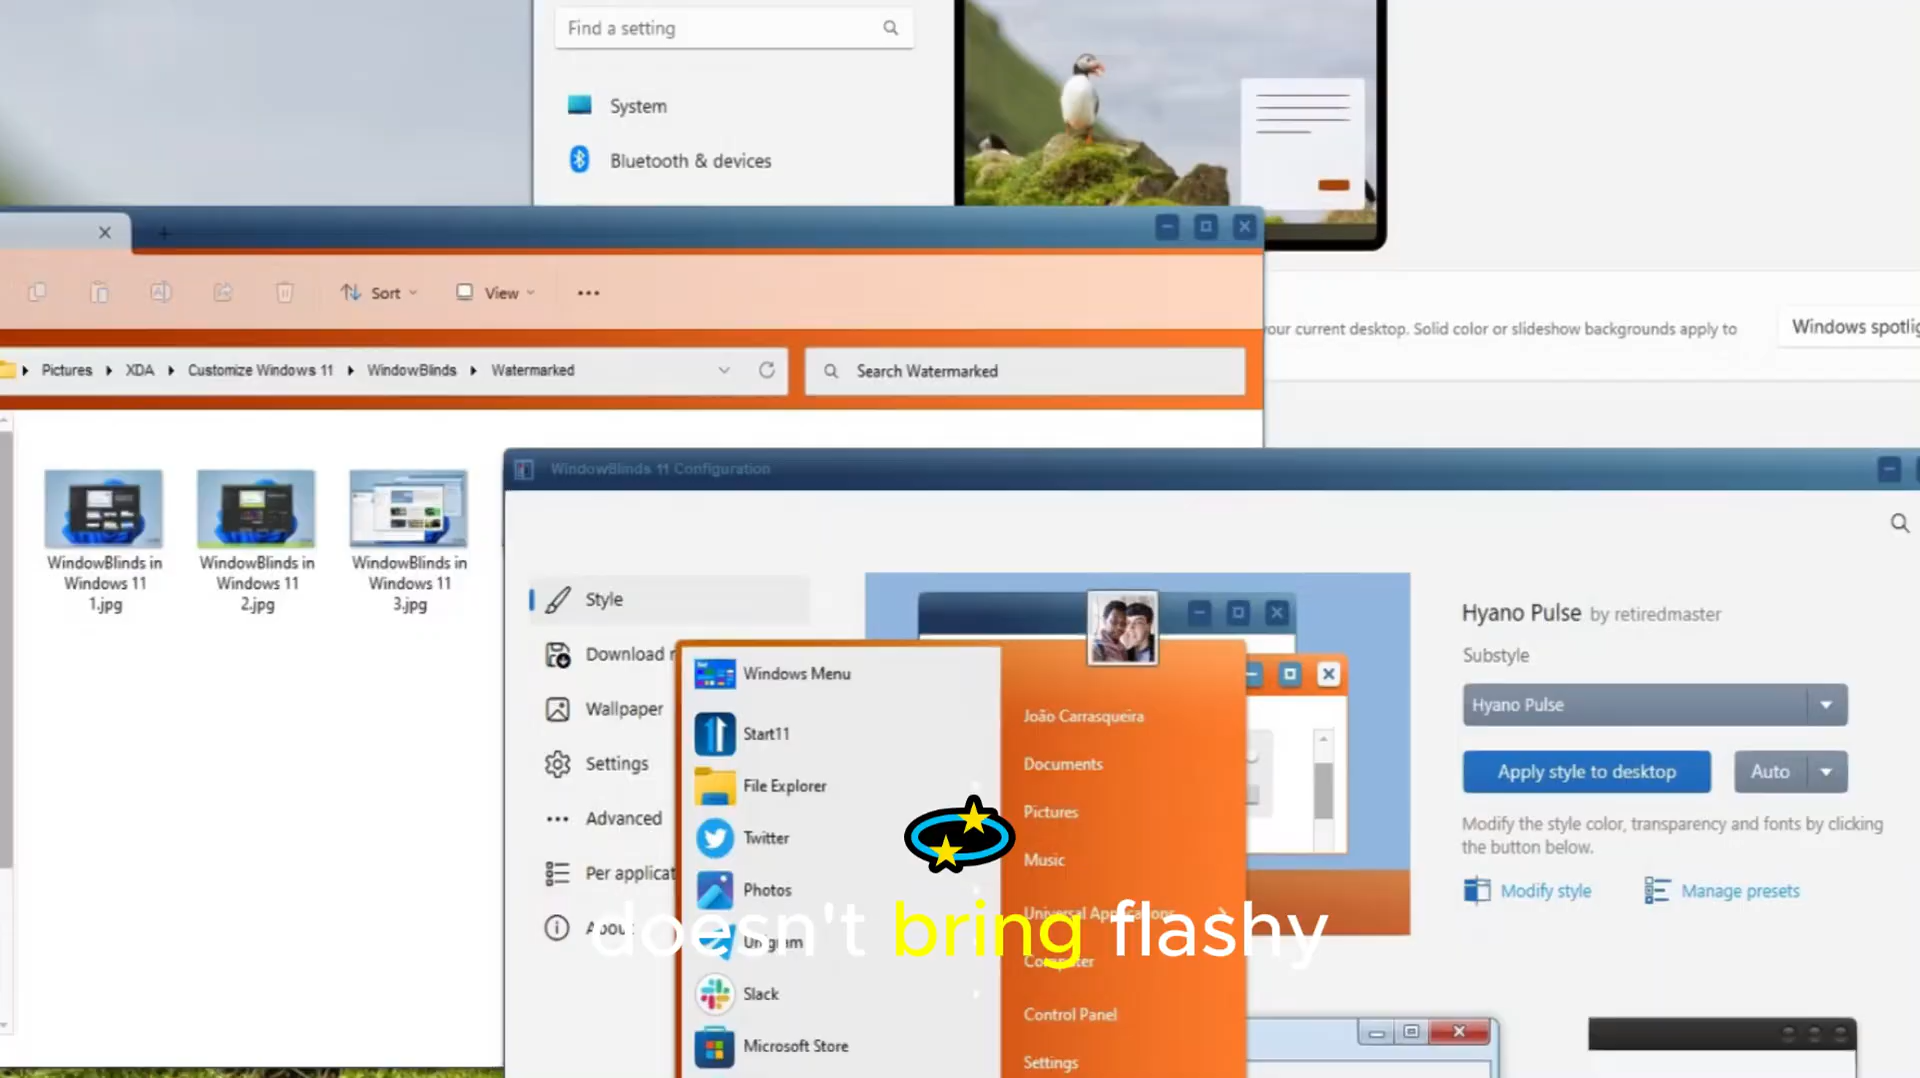 Find a setting
System
Bluetooth & devices
Sort
View
your current desktop. Solid color or slideshow backgrounds apply to
Pictures
XDA
Customize Windows 11
WindowBlinds
Watermarked
Search Watermarked
WindowBlinds 11 Configuration
WindowBlinds in
Windows 11
1.jpg
WindowBlinds in
Windows 11
2.jpg
WindowBlinds in
Windows 11
3.jpg
Style
Download
Wallpaper
Settings
Advanced
Per
Windows Menu
Start11
File Explorer
Twitter
Photos
Unigram
Slack
Microsoft Store
João Carrasqueira
Documents
Pictures
Music
Universal Applications
Computer
Control Panel
Settings
Hyano Pulse by retiredmaster
Substyle
Hyano Pulse
Apply style to desktop
Auto
Modify the style color, transparency and fonts by clicking
the button below.
Modify style
Manage presets
doesn't bring flashy